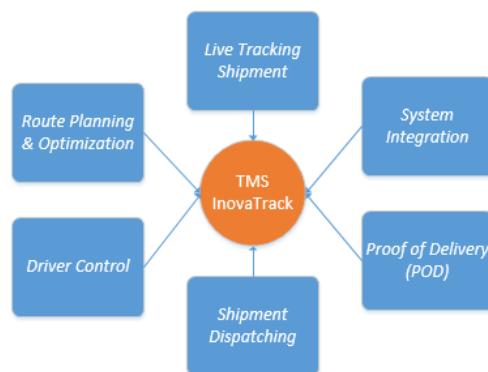 Live Tracking
Shipment
Route Planning
& Optimization
System
Integration
TMS
InovaTrack
Driver Control
Proof of Delivery
(POD)
Shipment
Dispatching